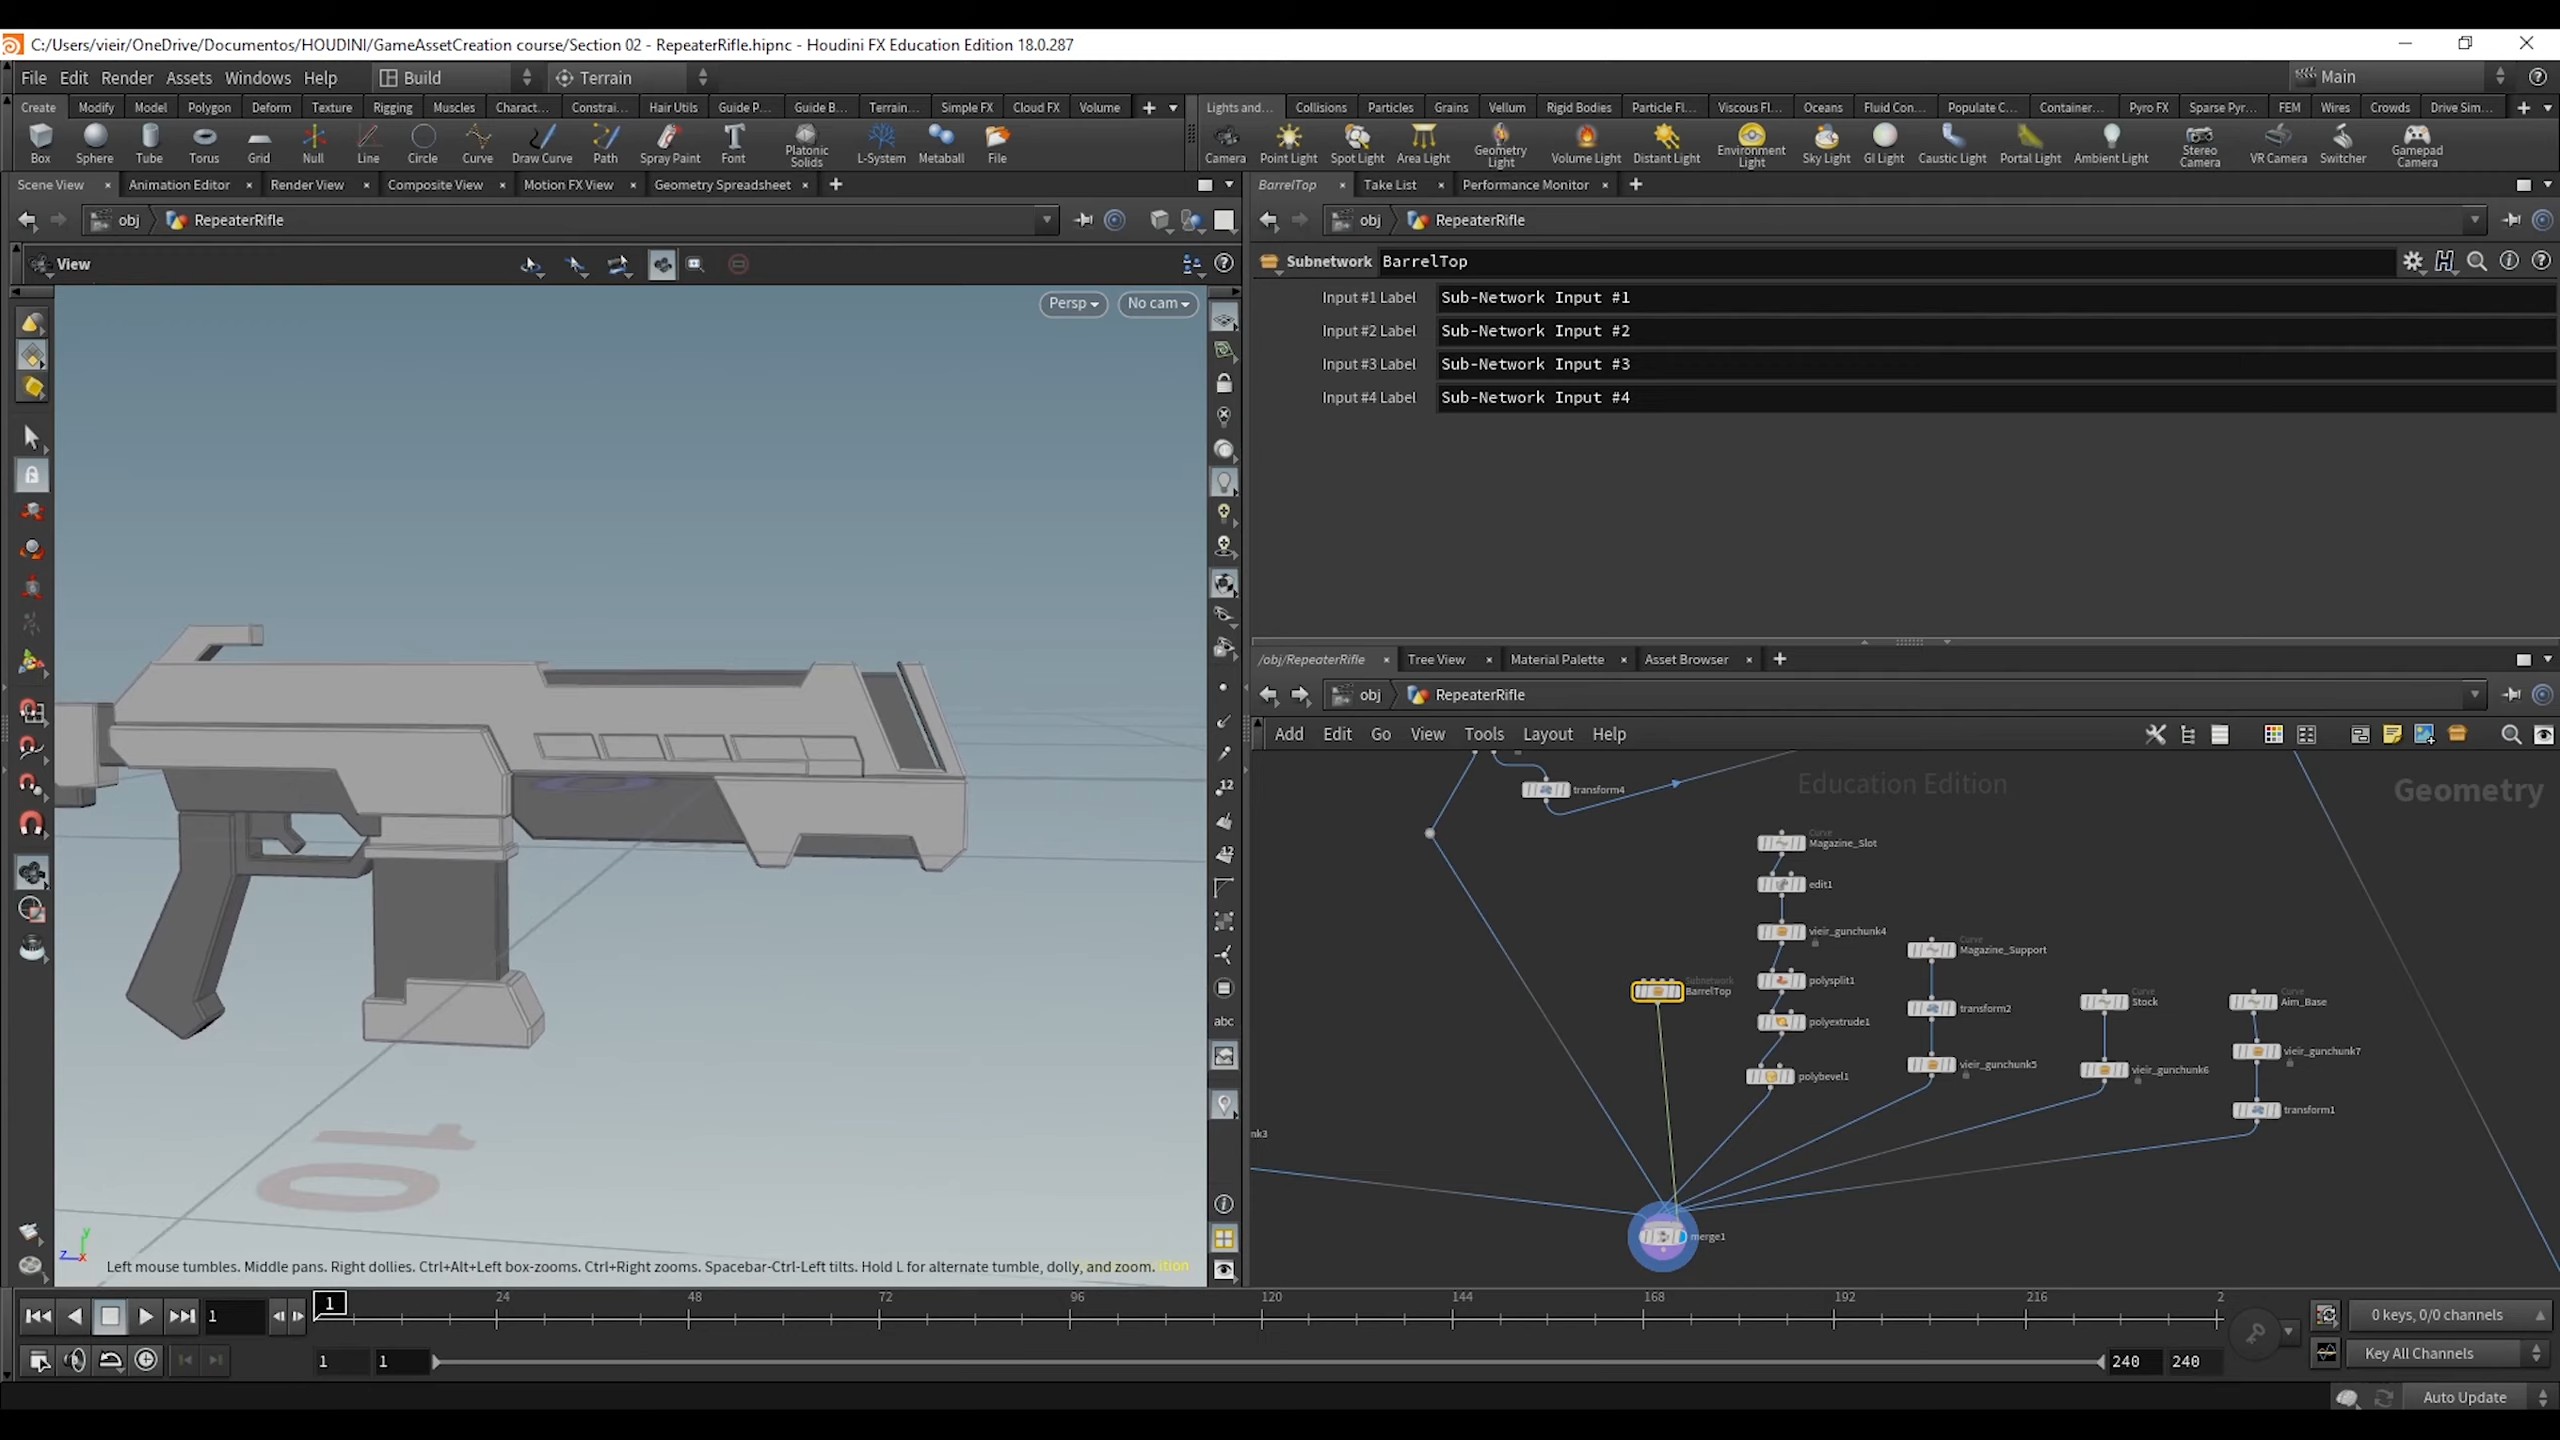 C:/Users/vieir/OneDrive/Documentos/HOUDINI/GameAssetCreation course/Section 02 - RepeaterRifle.hipnc - Houdini FX Education Edition 18.0.287
File Edit Render Assets Windows Help Build Terrain Main
Create Modify Model Polygon Deform Texture Rigging Muscles Charact... Constrai... Hair Utils Guide P... Guide B... Terrain... Simple FX Cloud FX Volume
Lights and... Collisions Particles Grains Vellum Rigid Bodies Particle Fl... Viscous Fl... Oceans Fluid Con... Populate C... Container... Pyro FX Sparse Pyr... FEM Wires Crowds Drive Sim...
Box Sphere Tube Torus Grid Null Line Circle Curve Draw Curve Path Spray Paint Font Platonic Solids L-System Metaball File
Camera Point Light Spot Light Area Light Geometry Light Volume Light Distant Light Environment Light Sky Light GI Light Caustic Light Portal Light Ambient Light Stereo Camera VR Camera Switcher Gamepad Camera
Scene View Animation Editor Render View Composite View Motion FX View Geometry Spreadsheet
BarrelTop Take List Performance Monitor
obj RepeaterRifle
obj RepeaterRifle
View
Subnetwork BarrelTop
Input #1 Label Sub-Network Input #1
Input #2 Label Sub-Network Input #2
Input #3 Label Sub-Network Input #3
Input #4 Label Sub-Network Input #4
Persp No cam
12
12
abc
10
z x y
Left mouse tumbles. Middle pans. Right dollies. Ctrl+Alt+Left box-zooms. Ctrl+Right zooms. Spacebar-Ctrl-Left tilts. Hold L for alternate tumble, dolly, and zoom.
/obj/RepeaterRifle Tree View Material Palette Asset Browser
obj RepeaterRifle
Add Edit Go View Tools Layout Help
Education Edition
Geometry
transform4
Curve
Magazine_Slot
edit1
vieir_gunchunk4
polysplit1
polyextrude1
polybevel1
Subnetwork
BarrelTop
Curve
Magazine_Support
transform2
vieir_gunchunk5
Curve
Stock
vieir_gunchunk6
Curve
Aim_Base
vieir_gunchunk7
transform1
nk3
merge1
1 1 24 48 72 96 120 144 168 192 216 2
0 keys, 0/0 channels
1 1 240 240
Key All Channels
Auto Update